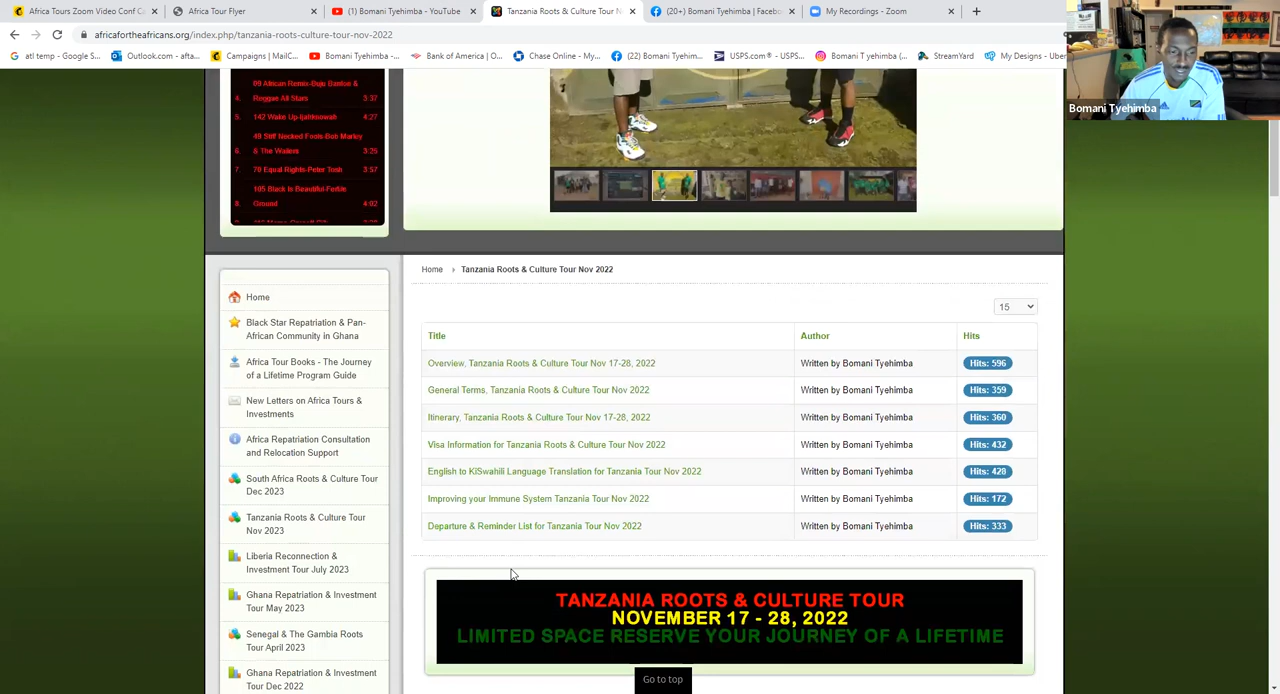 Africa Tours Zoom Video Conf C
Africa Tour Flyer
(1) Bomani Tyehimba - YouTube
Tanzania Roots & Culture Tour N
(20+) Bomani Tyehimba | Facebo
My Recordings - Zoom
africafortheafricans.org/index.php/tanzania-roots-culture-tour-nov-2022
atl temp - Google S...
Outlook.com - afta...
Campaigns | MailC...
Bomani Tyehimba -...
Bank of America | O...
Chase Online - My...
(22) Bomani Tyehim...
USPS.com® - USPS...
Bomani T yehimba (...
StreamYard
My Designs - Uber
Bomani Tyehimba
09 African Remix-Buju Banton &
4. Reggae All Stars 3:37
5. 142 Wake Up-Ijahknowah 4:27
49 Stiff Necked Fools-Bob Marley
6. & The Wailers 3:25
7. 70 Equal Rights-Peter Tosh 3:57
105 Black Is Beautiful-Fertile
8. Ground 4:02
Home › Tanzania Roots & Culture Tour Nov 2022
15
Title Author Hits
Overview, Tanzania Roots & Culture Tour Nov 17-28, 2022 Written by Bomani Tyehimba Hits: 596
General Terms, Tanzania Roots & Culture Tour Nov 2022 Written by Bomani Tyehimba Hits: 359
Itinerary, Tanzania Roots & Culture Tour Nov 17-28, 2022 Written by Bomani Tyehimba Hits: 360
Visa Information for Tanzania Roots & Culture Tour Nov 2022 Written by Bomani Tyehimba Hits: 432
English to KiSwahili Language Translation for Tanzania Tour Nov 2022 Written by Bomani Tyehimba Hits: 428
Improving your Immune System Tanzania Tour Nov 2022 Written by Bomani Tyehimba Hits: 172
Departure & Reminder List for Tanzania Tour Nov 2022 Written by Bomani Tyehimba Hits: 333
Home
Black Star Repatriation & Pan-
African Community in Ghana
Africa Tour Books - The Journey
of a Lifetime Program Guide
New Letters on Africa Tours &
Investments
Africa Repatriation Consultation
and Relocation Support
South Africa Roots & Culture Tour
Dec 2023
Tanzania Roots & Culture Tour
Nov 2023
Liberia Reconnection &
Investment Tour July 2023
Ghana Repatriation & Investment
Tour May 2023
Senegal & The Gambia Roots
Tour April 2023
Ghana Repatriation & Investment
Tour Dec 2022
TANZANIA ROOTS & CULTURE TOUR
NOVEMBER 17 - 28, 2022
LIMITED SPACE RESERVE YOUR JOURNEY OF A LIFETIME
Go to top